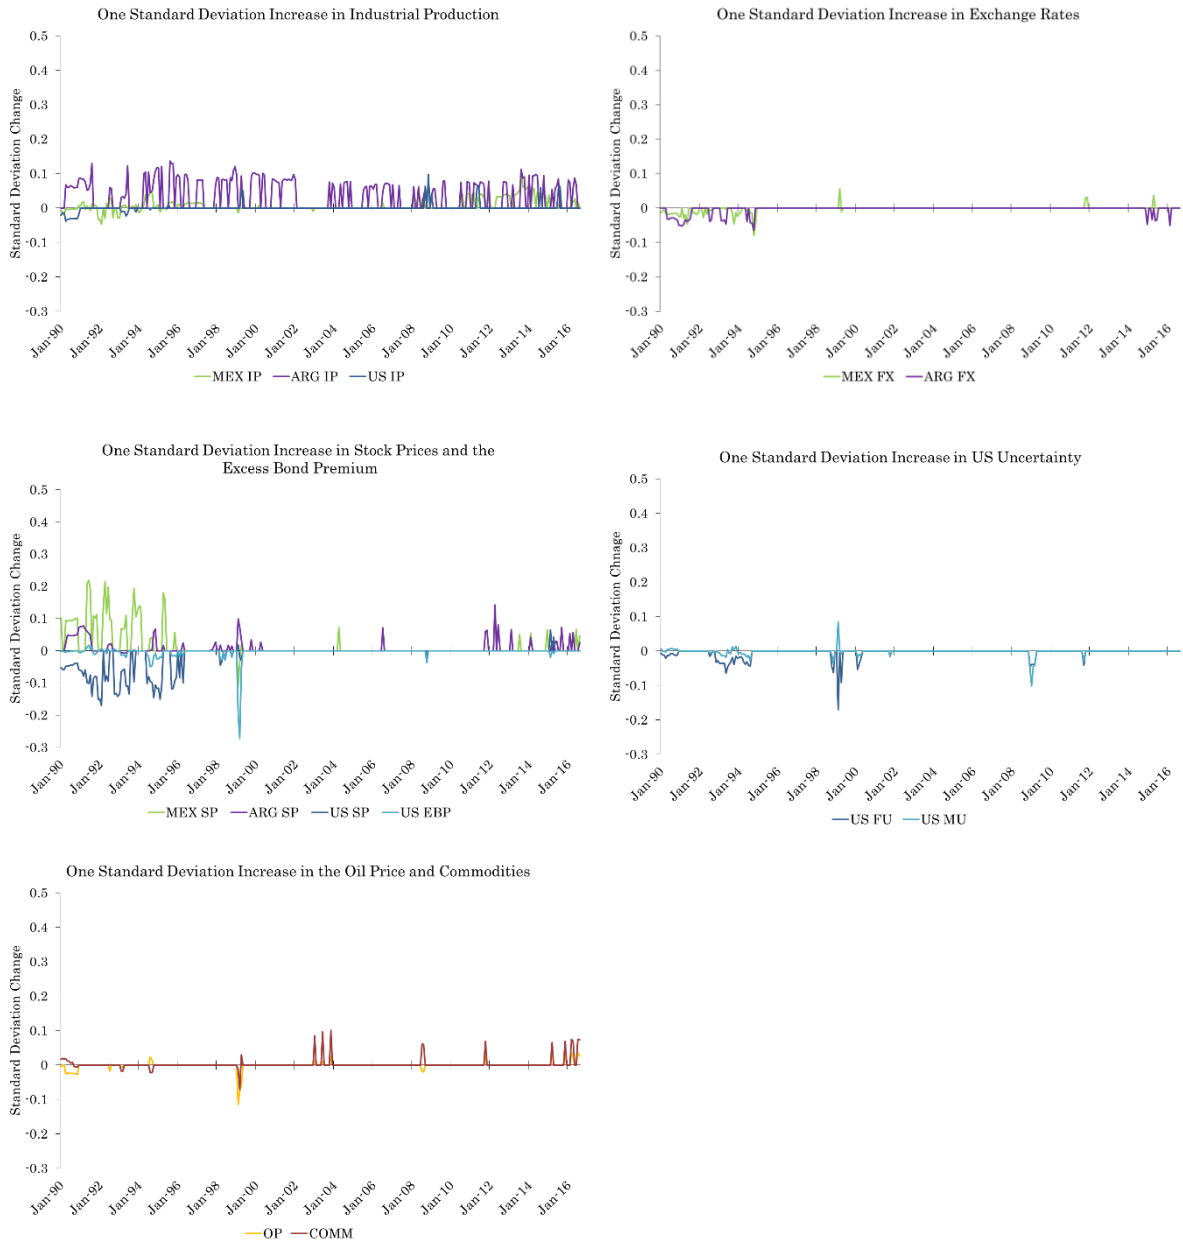 One Standard Deviation Increase in Industrial Production
Standard Deviation Change
0.5
0.4
0.3
0.2
0.1
0
-0.1
-0.2
-0.3
Jan-90 Jan-92 Jan-94 Jan-96 Jan-98 Jan-00 Jan-02 Jan-04 Jan-06 Jan-08 Jan-10 Jan-12 Jan-14 Jan-16
MEX IP ARG IP US IP
One Standard Deviation Increase in Exchange Rates
Standard Deviation Change
0.5
0.4
0.3
0.2
0.1
0
-0.1
-0.2
-0.3
Jan-90 Jan-92 Jan-94 Jan-96 Jan-98 Jan-00 Jan-02 Jan-04 Jan-06 Jan-08 Jan-10 Jan-12 Jan-14 Jan-16
MEX FX ARG FX
One Standard Deviation Increase in Stock Prices and the
Excess Bond Premium
Standard Deviation Change
0.5
0.4
0.3
0.2
0.1
0
-0.1
-0.2
-0.3
Jan-90 Jan-92 Jan-94 Jan-96 Jan-98 Jan-00 Jan-02 Jan-04 Jan-06 Jan-08 Jan-10 Jan-12 Jan-14 Jan-16
MEX SP ARG SP US SP US EBP
One Standard Deviation Increase in US Uncertainty
Standard Deviation Chnage
0.5
0.4
0.3
0.2
0.1
0
-0.1
-0.2
-0.3
Jan-90 Jan-92 Jan-94 Jan-96 Jan-98 Jan-00 Jan-02 Jan-04 Jan-06 Jan-08 Jan-10 Jan-12 Jan-14 Jan-16
US FU US MU
One Standard Deviation Increase in the Oil Price and Commodities
Standard Deviation Change
0.5
0.4
0.3
0.2
0.1
0
-0.1
-0.2
-0.3
Jan-90 Jan-92 Jan-94 Jan-96 Jan-98 Jan-00 Jan-02 Jan-04 Jan-06 Jan-08 Jan-10 Jan-12 Jan-14 Jan-16
OP COMM